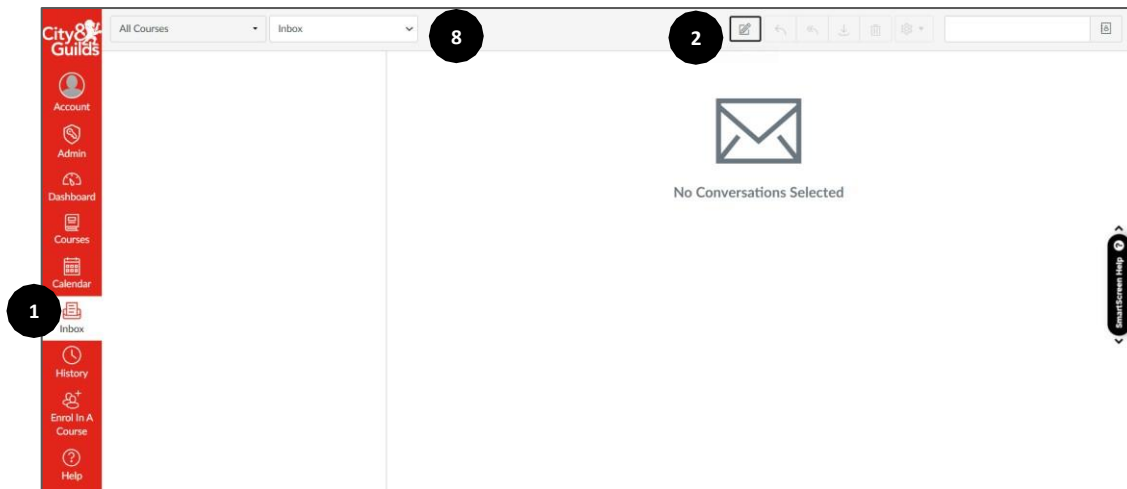 City&
Guilds
All Courses
Inbox
8
2
Account
Admin
Dashboard
Courses
Calendar
1
Inbox
History
Enrol In A
Course
Help
No Conversations Selected
SmartScreen Help ?